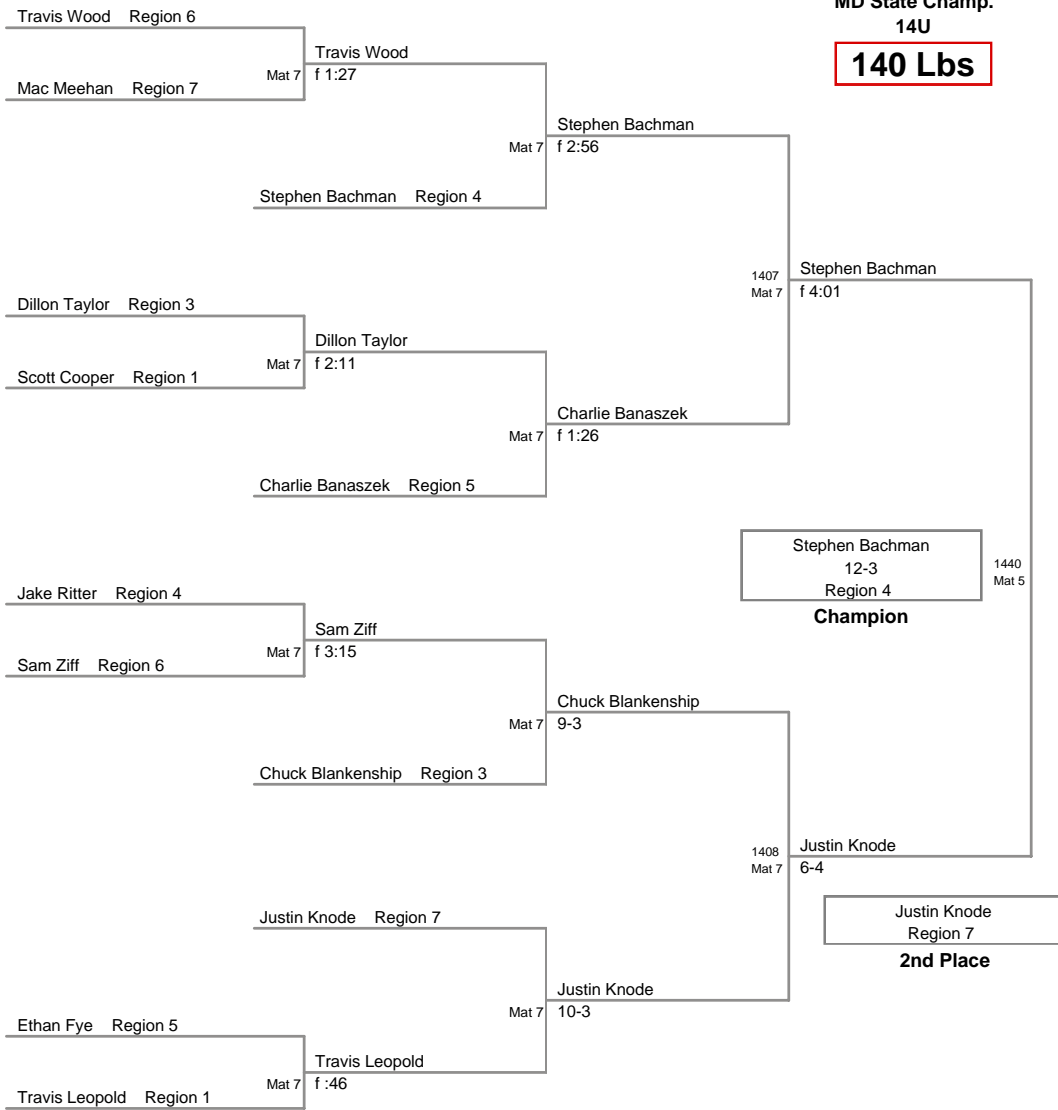 MD State Champ.
14U
140 Lbs
Travis Wood Region 6
Travis Wood
Mat 7 f 1:27
Mac Meehan Region 7
Stephen Bachman
Mat 7 f 2:56
Stephen Bachman Region 4
Stephen Bachman
1407
Mat 7 f 4:01
Dillon Taylor Region 3
Dillon Taylor
Mat 7 f 2:11
Scott Cooper Region 1
Charlie Banaszek
Mat 7 f 1:26
Charlie Banaszek Region 5
Stephen Bachman
12-3
Region 4
Champion
1440
Mat 5
Jake Ritter Region 4
Sam Ziff
Mat 7 f 3:15
Sam Ziff Region 6
Chuck Blankenship
Mat 7 9-3
Chuck Blankenship Region 3
Justin Knode
1408
Mat 7 6-4
Justin Knode Region 7
Justin Knode
Region 7
2nd Place
Justin Knode
Mat 7 10-3
Ethan Fye Region 5
Travis Leopold
Mat 7 f :46
Travis Leopold Region 1